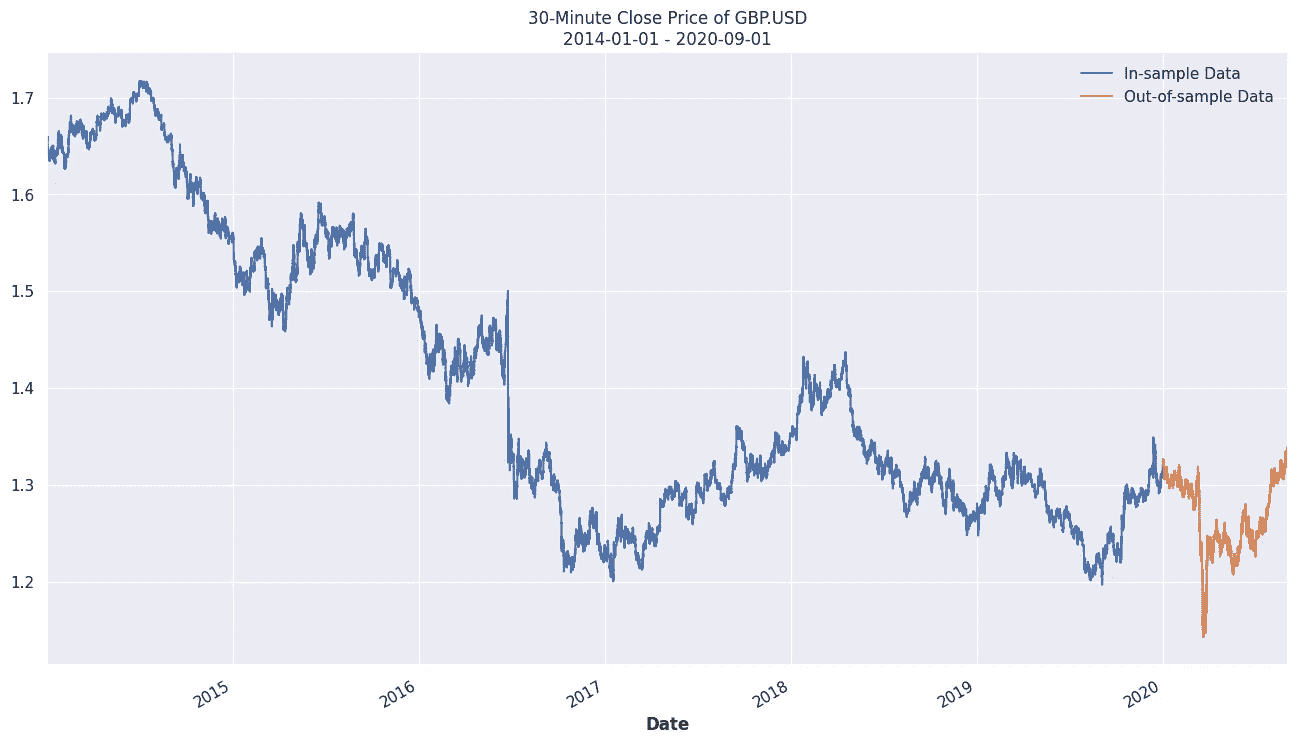 30-Minute Close Price of GBP.USD
2014-01-01 - 2020-09-01
In-sample Data
Out-of-sample Data
1.7
1.6
1.5
1.4
1.3
1.2
2015
2016
2017
2018
2019
2020
Date